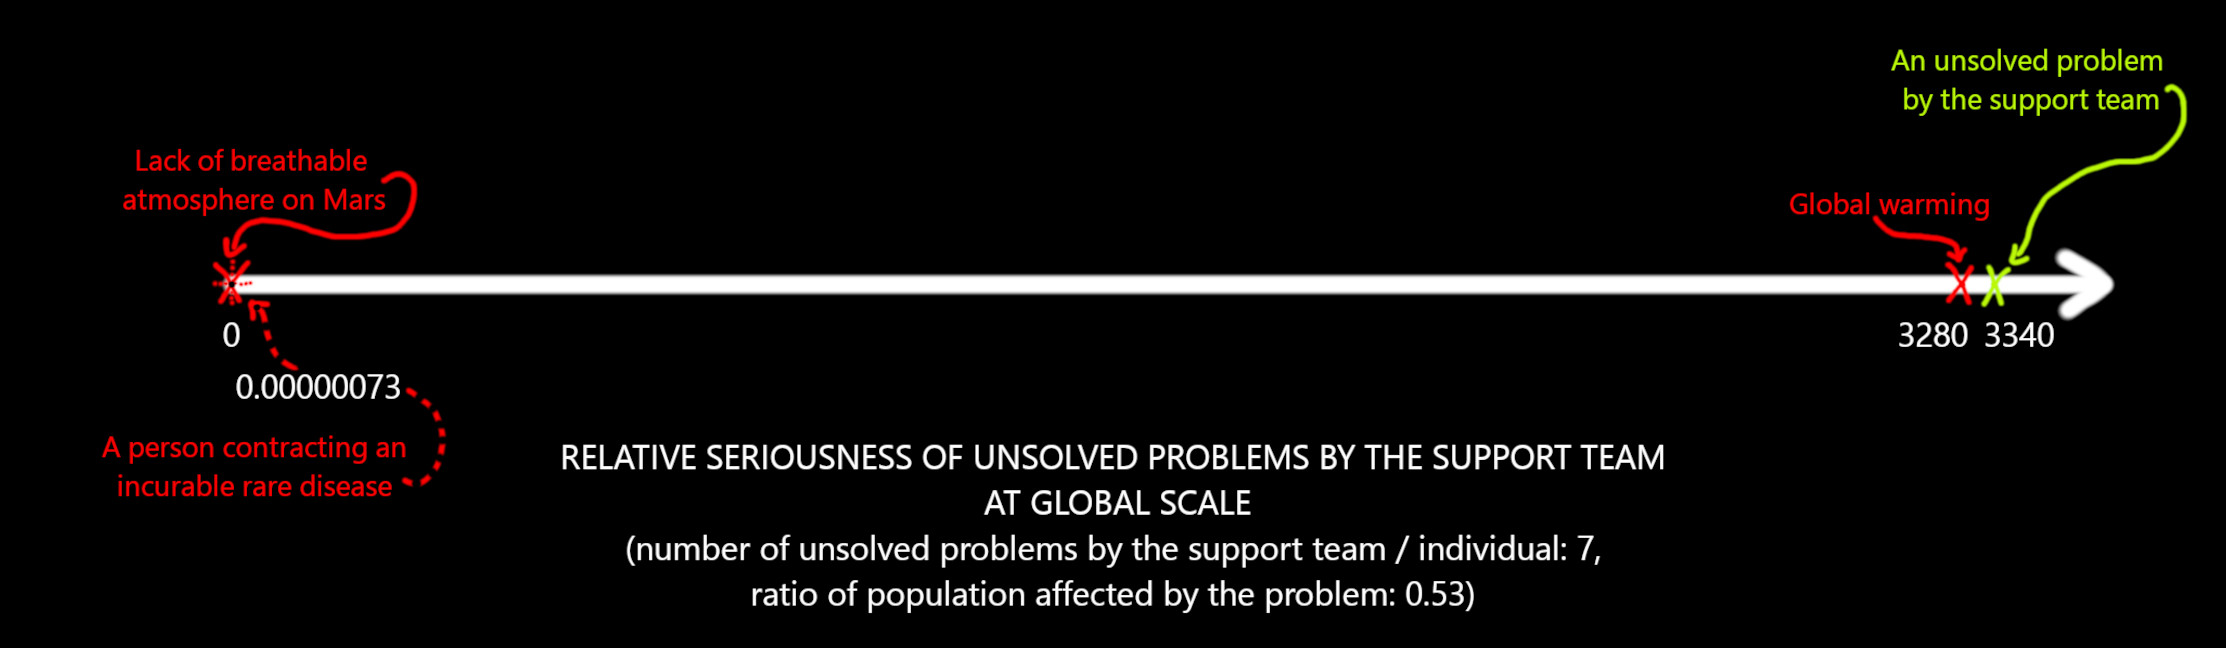 An unsolved problem
by the support team
Lack of breathable
atmosphere on Mars
Global warming
0
3280
3340
0.00000073
A person contracting an
incurable rare disease
RELATIVE SERIOUSNESS OF UNSOLVED PROBLEMS BY THE SUPPORT TEAM
AT GLOBAL SCALE
(number of unsolved problems by the support team / individual: 7,
ratio of population affected by the problem: 0.53)